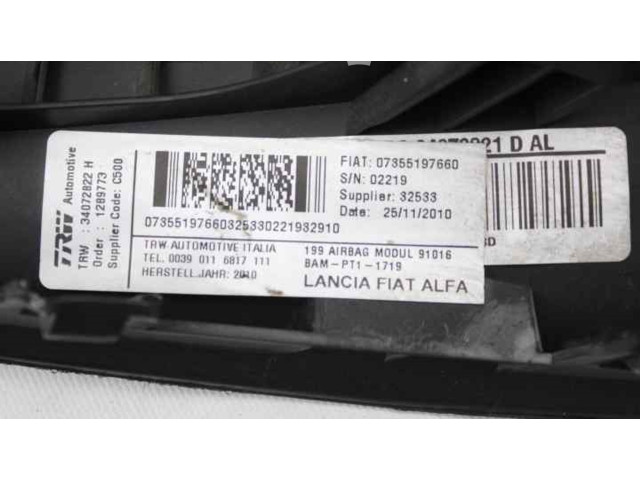 TRW Automotive
TRW : 34072822 H
Order : 1289773
Supplier Code: C500
FIAT: 07355197660
S/N: 02219
Supplier: 32533
Date: 25/11/2010
07355197660325330221932910
TRW AUTOMOTIVE ITALIA
TEL. 0039 011 6817 111
HERSTELL.JAHR: 2010
199 AIRBAG MODUL 91016
BAM-PT1-1719
LANCIA FIAT ALFA
D AL